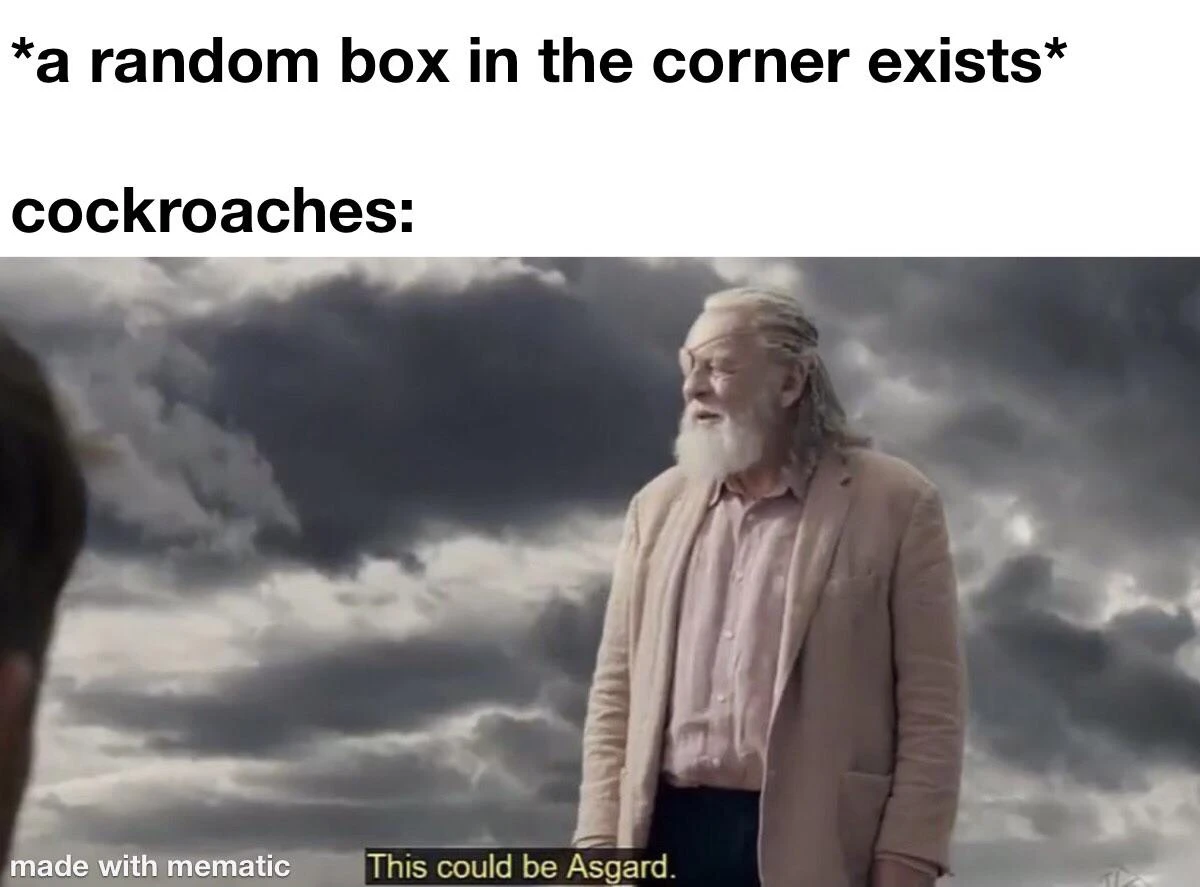 *a random box in the corner exists*
cockroaches:
made with mematic
This could be Asgard.